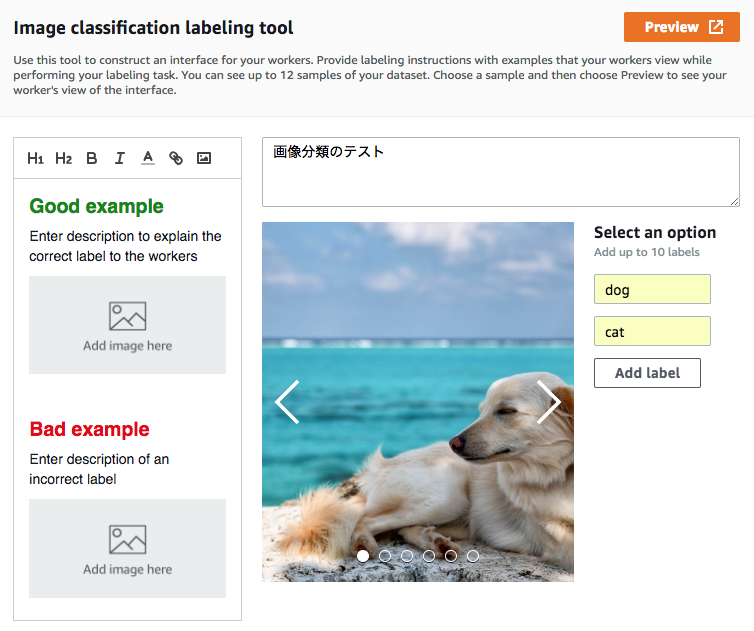 Image classification labeling tool
Preview
Use this tool to construct an interface for your workers. Provide labeling instructions with examples that your workers view while
performing your labeling task. You can see up to 12 samples of your dataset. Choose a sample and then choose Preview to see your
worker's view of the interface.
H1 H2 B I A
Good example
Enter description to explain the
correct label to the workers
Add image here
Bad example
Enter description of an
incorrect label
Add image here
画像分類のテスト
Select an option
Add up to 10 labels
dog
cat
Add label